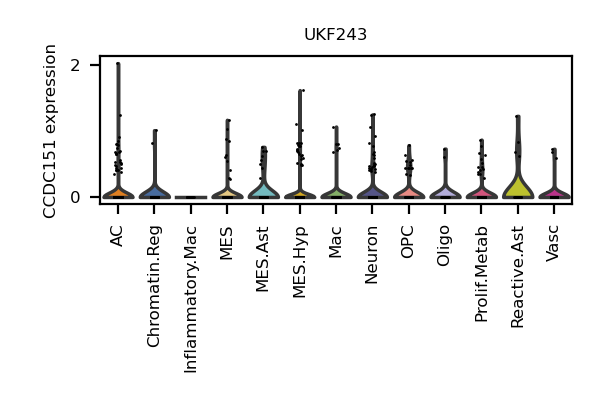 UKF243
CCDC151 expression
2
0
AC
Chromatin.Reg
Inflammatory.Mac
MES
MES.Ast
MES.Hyp
Mac
Neuron
OPC
Oligo
Prolif.Metab
Reactive.Ast
Vasc